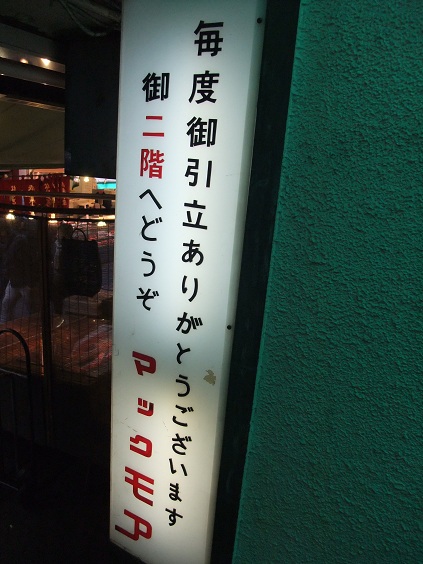 毎度御引立ありがとうございます
御二階へどうぞ
マックモア